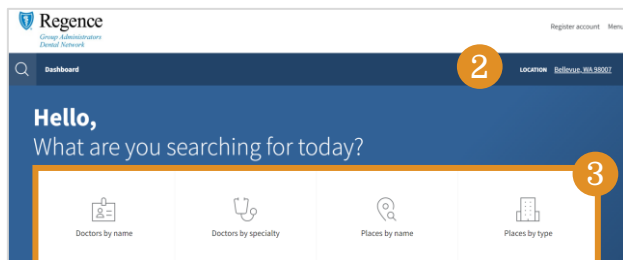 Regence
Group Administrators
Dental Network
Register account Menu
Dashboard
2
LOCATION Bellevue, WA 98007
Hello,
What are you searching for today?
3
Doctors by name Doctors by specialty Places by name Places by type